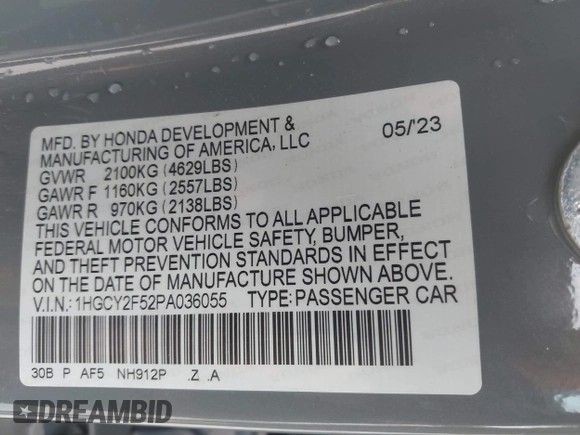 MFD. BY HONDA DEVELOPMENT &
MANUFACTURING OF AMERICA, LLC 05/'23
GVWR 2100KG (4629LBS)
GAWR F 1160KG (2557LBS)
GAWR R 970KG (2138LBS)
THIS VEHICLE CONFORMS TO ALL APPLICABLE
FEDERAL MOTOR VEHICLE SAFETY, BUMPER,
AND THEFT PREVENTION STANDARDS IN EFFECT
ON THE DATE OF MANUFACTURE SHOWN ABOVE.
V.I.N.: 1HGCY2F52PA036055 TYPE: PASSENGER CAR
30B P AF5 NH912P .Z .A
DREAMBID